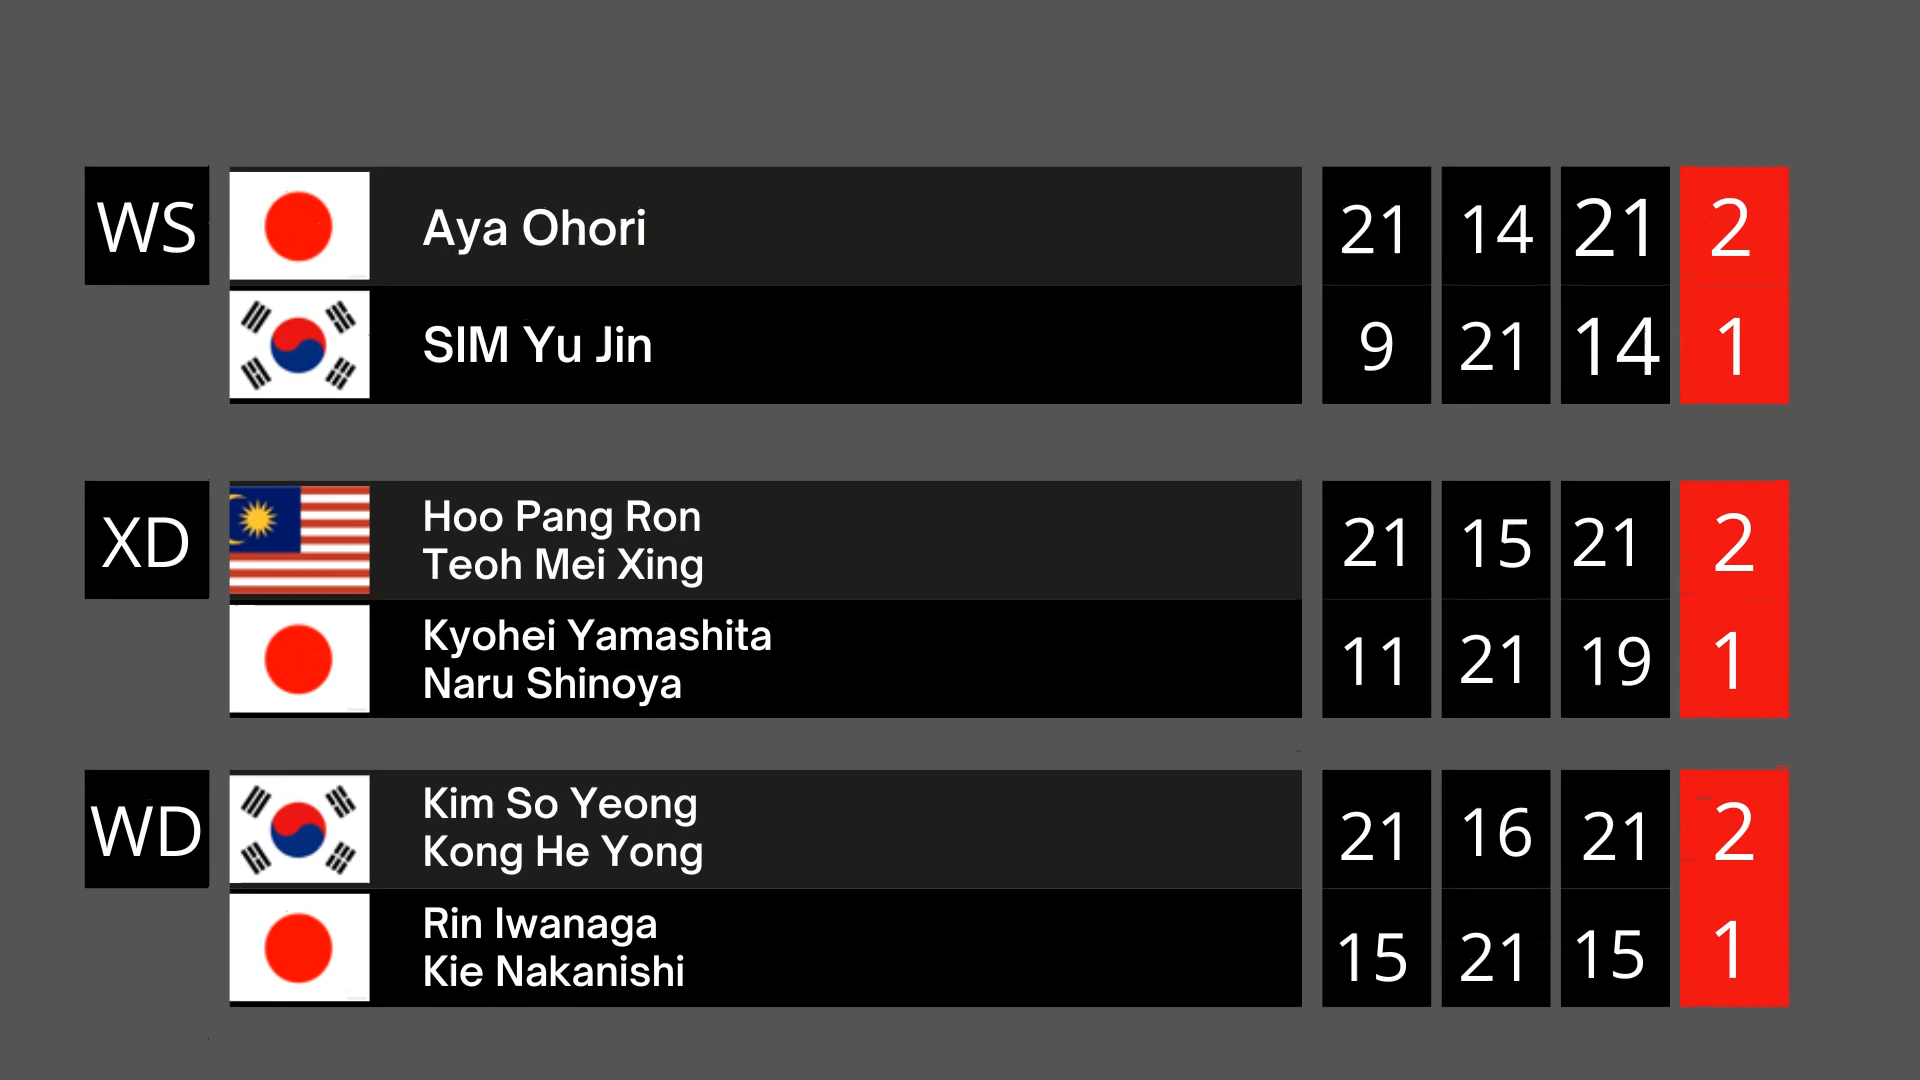 WS Aya Ohori 21 14 21 2
SIM Yu Jin 9 21 14 1
XD Hoo Pang Ron
Teoh Mei Xing 21 15 21 2
Kyohei Yamashita
Naru Shinoya 11 21 19 1
WD Kim So Yeong
Kong He Yong 21 16 21 2
Rin Iwanaga
Kie Nakanishi 15 21 15 1